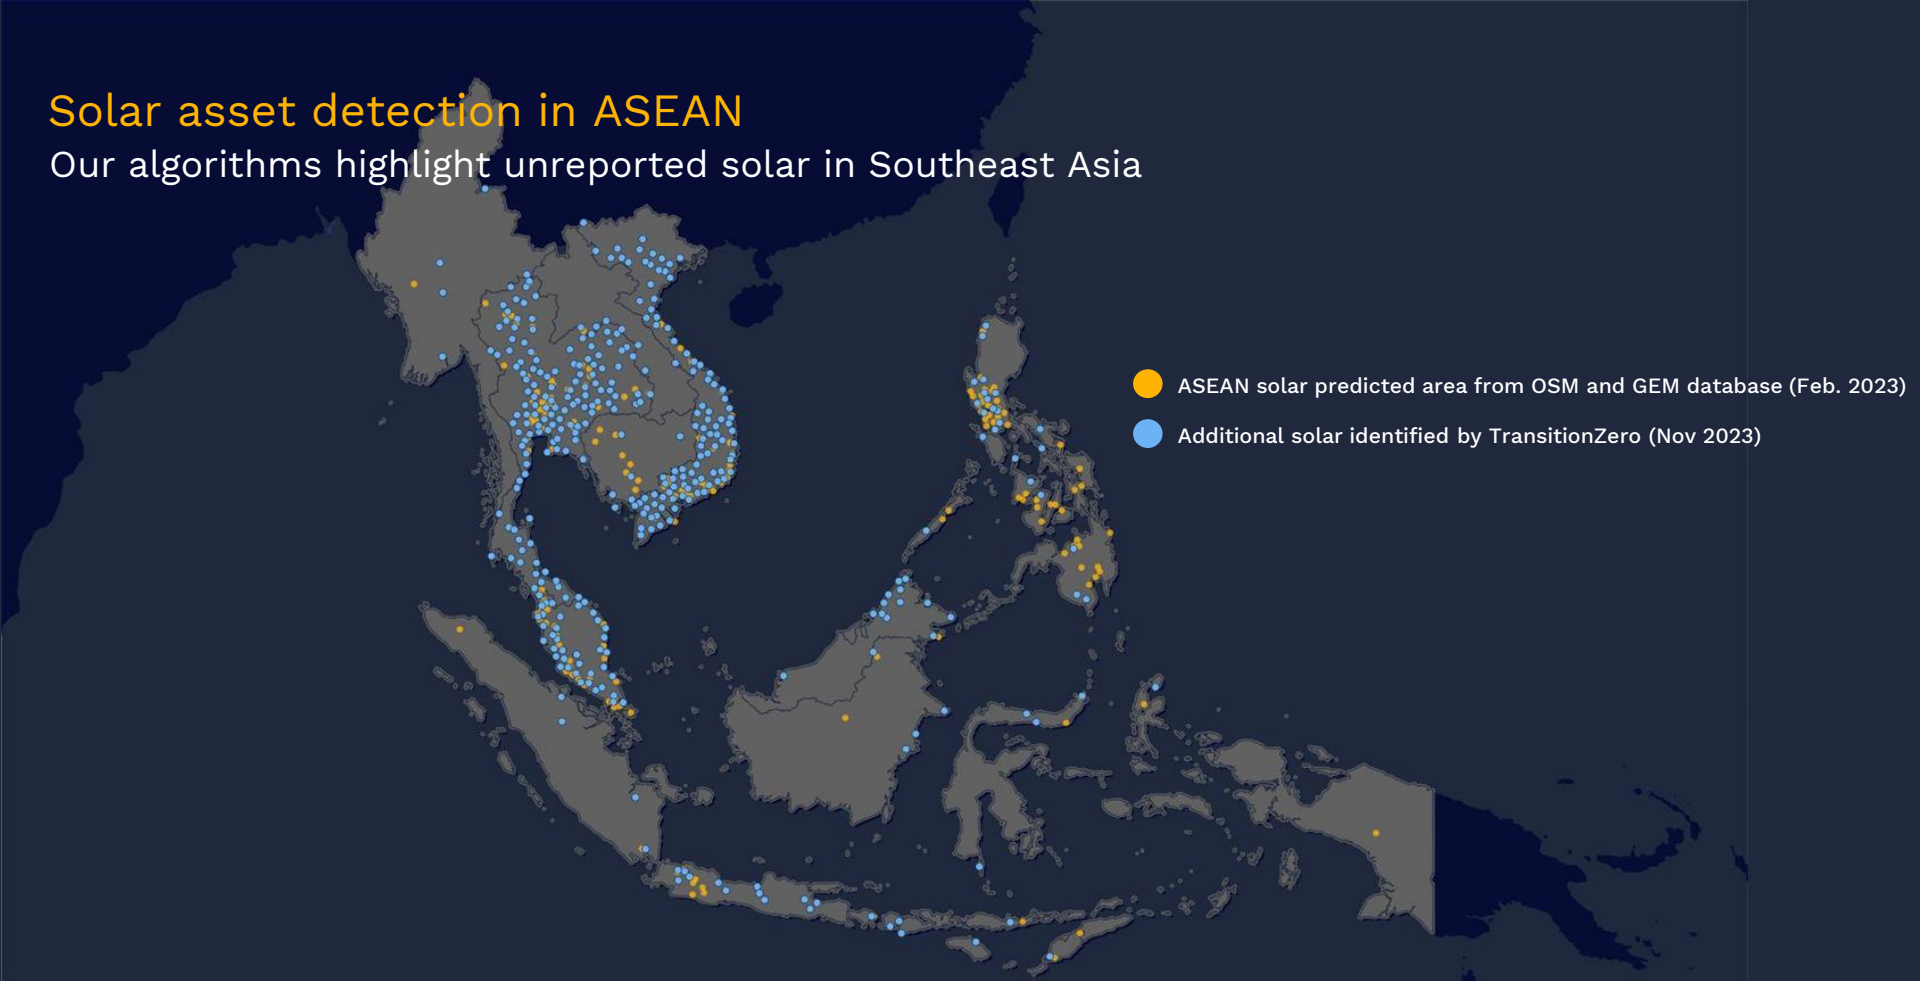 Solar asset detection in ASEAN
Our algorithms highlight unreported solar in Southeast Asia
ASEAN solar predicted area from OSM and GEM database (Feb. 2023)
Additional solar identified by TransitionZero (Nov 2023)